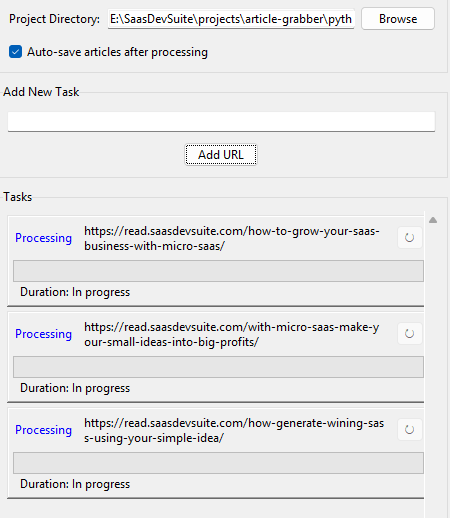 Project Directory: E:\SaasDevSuite\projects\article-grabber\pyth Browse
Auto-save articles after processing
Add New Task
Add URL
Tasks
Processing https://read.saasdevsuite.com/how-to-grow-your-saas-
business-with-micro-saas/
Duration: In progress
Processing https://read.saasdevsuite.com/with-micro-saas-make-y
our-small-ideas-into-big-profits/
Duration: In progress
Processing https://read.saasdevsuite.com/how-generate-wining-sas
s-using-your-simple-idea/
Duration: In progress